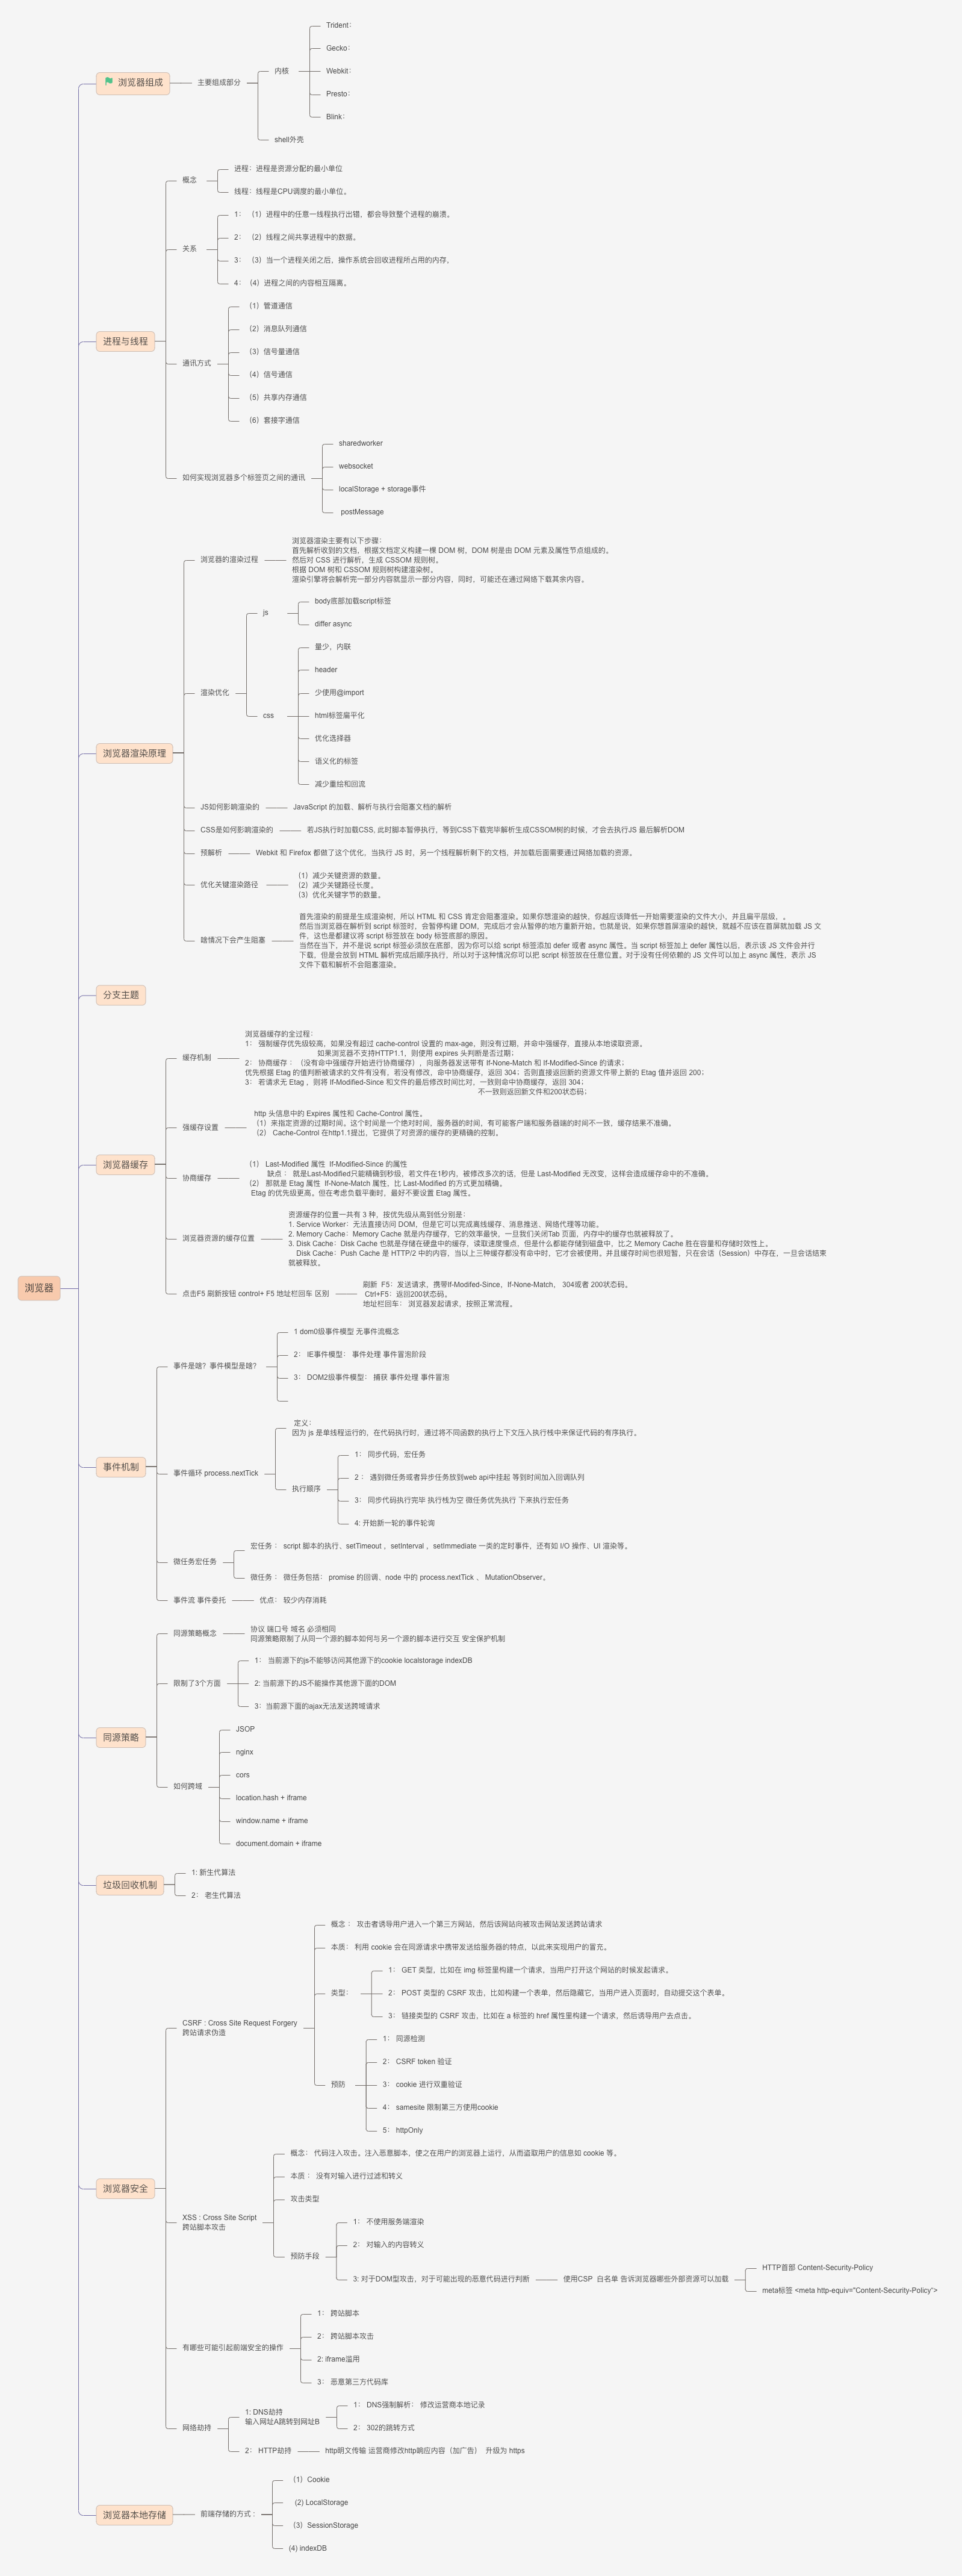 浏览器
浏览器组成
主要组成部分
内核
Trident：
Gecko：
Webkit：
Presto：
Blink：
shell外壳
进程与线程
概念
进程：进程是资源分配的最小单位
线程：线程是CPU调度的最小单位。
关系
1：（1）进程中的任意一线程执行出错，都会导致整个进程的崩溃。
2：（2）线程之间共享进程中的数据。
3：（3）当一个进程关闭之后，操作系统会回收进程所占用的内存，
4：（4）进程之间的内容相互隔离。
通讯方式
（1）管道通信
（2）消息队列通信
（3）信号量通信
（4）信号通信
（5）共享内存通信
（6）套接字通信
如何实现浏览器多个标签页之间的通讯
sharedworker
websocket
localStorage + storage事件
postMessage
浏览器渲染原理
浏览器的渲染过程
浏览器渲染主要有以下步骤：
首先解析收到的文档，根据文档定义构建一棵 DOM 树，DOM 树是由 DOM 元素及属性节点组成的。
然后对 CSS 进行解析，生成 CSSOM 规则树。
根据 DOM 树和 CSSOM 规则树构建渲染树。
渲染引擎将会解析完一部分内容就显示一部分内容，同时，可能还在通过网络下载其余内容。
渲染优化
js
body底部加载script标签
differ async
css
量少，内联
header
少使用@import
html标签扁平化
优化选择器
语义化的标签
减少重绘和回流
JS如何影响渲染的
JavaScript 的加载、解析与执行会阻塞文档的解析
CSS是如何影响渲染的
若JS执行时加载CSS, 此时脚本暂停执行，等到CSS下载完毕解析生成CSSOM树的时候，才会去执行JS 最后解析DOM
预解析
Webkit 和 Firefox 都做了这个优化，当执行 JS 时，另一个线程解析剩下的文档，并加载后面需要通过网络加载的资源。
优化关键渲染路径
（1）减少关键资源的数量。
（2）减少关键路径长度。
（3）优化关键字节的数量。
啥情况下会产生阻塞
首先渲染的前提是生成渲染树，所以 HTML 和 CSS 肯定会阻塞渲染。如果你想渲染的越快，你越应该降低一开始需要渲染的文件大小，并且扁平层级，。
然后当浏览器在解析到 script 标签时，会暂停构建 DOM，完成后才会从暂停的地方重新开始。也就是说，如果你想首屏渲染的越快，就越不应该在首屏就加载 JS 文
件，这也是都建议将 script 标签放在 body 标签底部的原因。
当然在当下，并不是说 script 标签必须放在底部，因为你可以给 script 标签添加 defer 或者 async 属性。当 script 标签加上 defer 属性以后，表示该 JS 文件会并行
下载，但是会放到 HTML 解析完成后顺序执行，所以对于这种情况你可以把 script 标签放在任意位置。对于没有任何依赖的 JS 文件可以加上 async 属性，表示 JS
文件下载和解析不会阻塞渲染。
分支主题
浏览器缓存
缓存机制
浏览器缓存的全过程：
1： 强制缓存优先级较高，如果没有超过 cache-control 设置的 max-age，则没有过期，并命中强缓存，直接从本地读取资源。
如果浏览器不支持HTTP1.1，则使用 expires 头判断是否过期；
2： 协商缓存 ：（没有命中强缓存开始进行协商缓存），向服务器发送带有 If-None-Match 和 If-Modified-Since 的请求；
优先根据 Etag 的值判断被请求的文件有没有，若没有修改，命中协商缓存，返回 304；否则直接返回新的资源文件带上新的 Etag 值并返回 200；
3： 若请求无 Etag ，则将 If-Modified-Since 和文件的最后修改时间比对，一致则命中协商缓存，返回 304；
不一致则返回新文件和200状态码；
强缓存设置
http 头信息中的 Expires 属性和 Cache-Control 属性。
（1）来指定资源的过期时间。这个时间是一个绝对时间，服务器的时间，有可能客户端和服务器端的时间不一致，缓存结果不准确。
（2） Cache-Control 在http1.1提出，它提供了对资源的缓存的更精确的控制。
协商缓存
（1） Last-Modified 属性  If-Modified-Since 的属性
缺点： 就是Last-Modified只能精确到秒级，若文件在1秒内，被修改多次的话，但是 Last-Modified 无改变，这样会造成缓存命中的不准确。
（2） 那就是 Etag 属性  If-None-Match 属性，比 Last-Modified 的方式更加精确。
Etag 的优先级更高。但在考虑负载平衡时，最好不要设置 Etag 属性。
浏览器资源的缓存位置
资源缓存的位置一共有 3 种，按优先级从高到低分别是：
1. Service Worker：无法直接访问 DOM，但是它可以完成离线缓存、消息推送、网络代理等功能。
2. Memory Cache：Memory Cache 就是内存缓存，它的效率最快，一旦我们关闭Tab 页面，内存中的缓存也就被释放了。
3. Disk Cache：Disk Cache 也就是存储在硬盘中的缓存，读取速度慢点，但是什么都能存储到磁盘中，比之 Memory Cache 胜在容量和存储时效性上。
Disk Cache：Push Cache 是 HTTP/2 中的内容，当以上三种缓存都没有命中时，它才会被使用。并且缓存时间也很短暂，只在会话（Session）中存在，一旦会话结束
就被释放。
点击F5 刷新按钮 control+ F5 地址栏回车 区别
刷新  F5：发送请求，携带If-Modifed-Since，If-None-Match， 304或者 200状态码。
Ctrl+F5：返回200状态码。
地址栏回车： 浏览器发起请求，按照正常流程。
事件机制
事件是啥？事件模型是啥？
1 dom0级事件模型 无事件流概念
2： IE事件模型： 事件处理 事件冒泡阶段
3： DOM2级事件模型： 捕获 事件处理 事件冒泡
事件循环 process.nextTick
定义：
因为 js 是单线程运行的，在代码执行时，通过将不同函数的执行上下文压入执行栈中来保证代码的有序执行。
执行顺序
1： 同步代码，宏任务
2 ： 遇到微任务或者异步任务放到web api中挂起 等到时间加入回调队列
3： 同步代码执行完毕 执行栈为空 微任务优先执行 下来执行宏任务
4: 开始新一轮的事件轮询
微任务宏任务
宏任务 ： script 脚本的执行、setTimeout ，setInterval ，setImmediate 一类的定时事件，还有如 I/O 操作、UI 渲染等。
微任务 ： 微任务包括： promise 的回调、node 中的 process.nextTick 、 MutationObserver。
事件流 事件委托
优点： 较少内存消耗
同源策略
同源策略概念
协议 端口号 域名 必须相同
同源策略限制了从同一个源的脚本如何与另一个源的脚本进行交互 安全保护机制
限制了3个方面
1： 当前源下的js不能够访问其他源下的cookie localstorage indexDB
2: 当前源下的JS不能操作其他源下面的DOM
3：当前源下面的ajax无法发送跨域请求
如何跨域
JSOP
nginx
cors
location.hash + iframe
window.name + iframe
document.domain + iframe
垃圾回收机制
1: 新生代算法
2： 老生代算法
浏览器安全
CSRF : Cross Site Request Forgery
跨站请求伪造
概念 ： 攻击者诱导用户进入一个第三方网站，然后该网站向被攻击网站发送跨站请求
本质： 利用 cookie 会在同源请求中携带发送给服务器的特点，以此来实现用户的冒充。
类型：
1： GET 类型，比如在 img 标签里构建一个请求，当用户打开这个网站的时候发起请求。
2： POST 类型的 CSRF 攻击，比如构建一个表单，然后隐藏它，当用户进入页面时，自动提交这个表单。
3： 链接类型的 CSRF 攻击，比如在 a 标签的 href 属性里构建一个请求，然后诱导用户去点击。
预防
1： 同源检测
2： CSRF token 验证
3： cookie 进行双重验证
4： samesite 限制第三方使用cookie
5： httpOnly
XSS : Cross Site Script
跨站脚本攻击
概念： 代码注入攻击。注入恶意脚本，使之在用户的浏览器上运行，从而盗取用户的信息如 cookie 等。
本质 ： 没有对输入进行过滤和转义
攻击类型
预防手段
1： 不使用服务端渲染
2： 对输入的内容转义
3: 对于DOM型攻击，对于可能出现的恶意代码进行判断
使用CSP  白名单 告诉浏览器哪些外部资源可以加载
HTTP首部 Content-Security-Policy
meta标签 <meta http-equiv="Content-Security-Policy">
有哪些可能引起前端安全的操作
1： 跨站脚本
2： 跨站脚本攻击
2: iframe滥用
3： 恶意第三方代码库
网络劫持
1: DNS劫持
输入网址A跳转到网址B
1： DNS强制解析： 修改运营商本地记录
2： 302的跳转方式
2： HTTP劫持
http明文传输 运营商修改http响应内容（加广告） 升级为 https
浏览器本地存储
前端存储的方式 ：
（1）Cookie
(2) LocalStorage
（3）SessionStorage
(4) indexDB